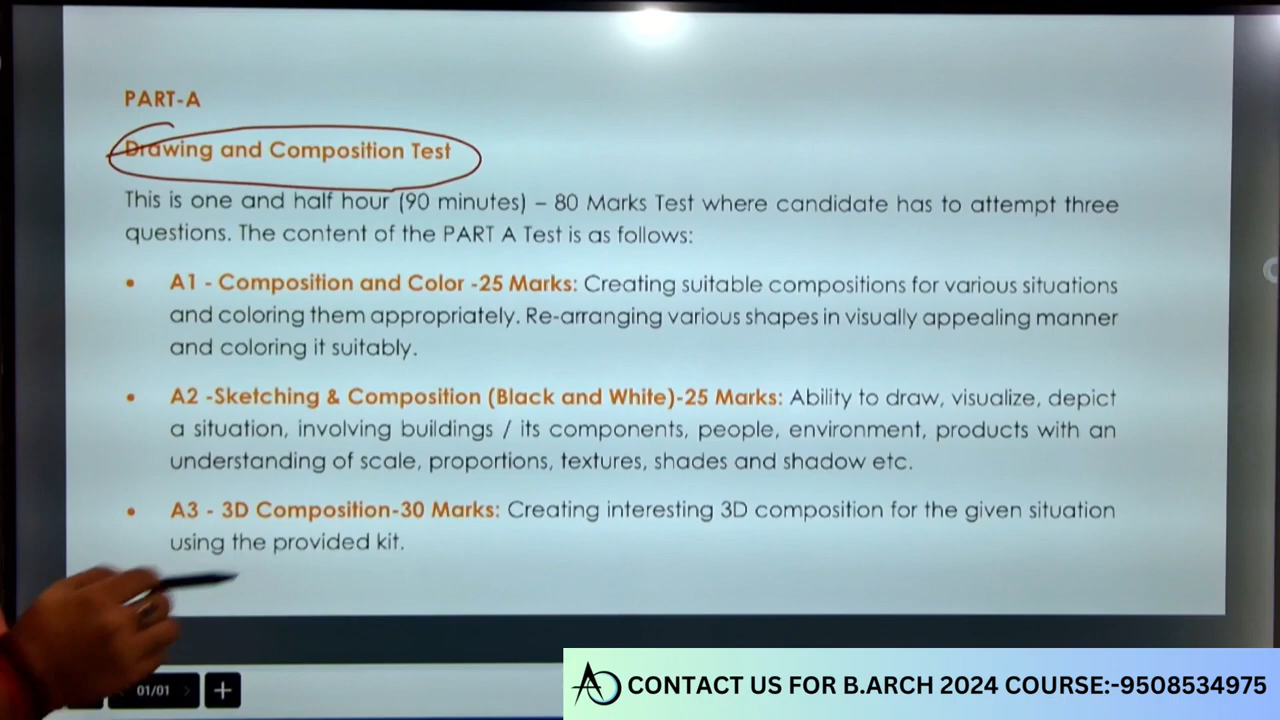 PART-A
Drawing and Composition Test
This is one and half hour (90 minutes) – 80 Marks Test where candidate has to attempt three
questions. The content of the PART A Test is as follows:
• A1 - Composition and Color -25 Marks: Creating suitable compositions for various situations
and coloring them appropriately. Re-arranging various shapes in visually appealing manner
and coloring it suitably.
• A2 -Sketching & Composition (Black and White)-25 Marks: Ability to draw, visualize, depict
a situation, involving buildings / its components, people, environment, products with an
understanding of scale, proportions, textures, shades and shadow etc.
• A3 - 3D Composition-30 Marks: Creating interesting 3D composition for the given situation
using the provided kit.
01/01
CONTACT US FOR B.ARCH 2024 COURSE:-9508534975